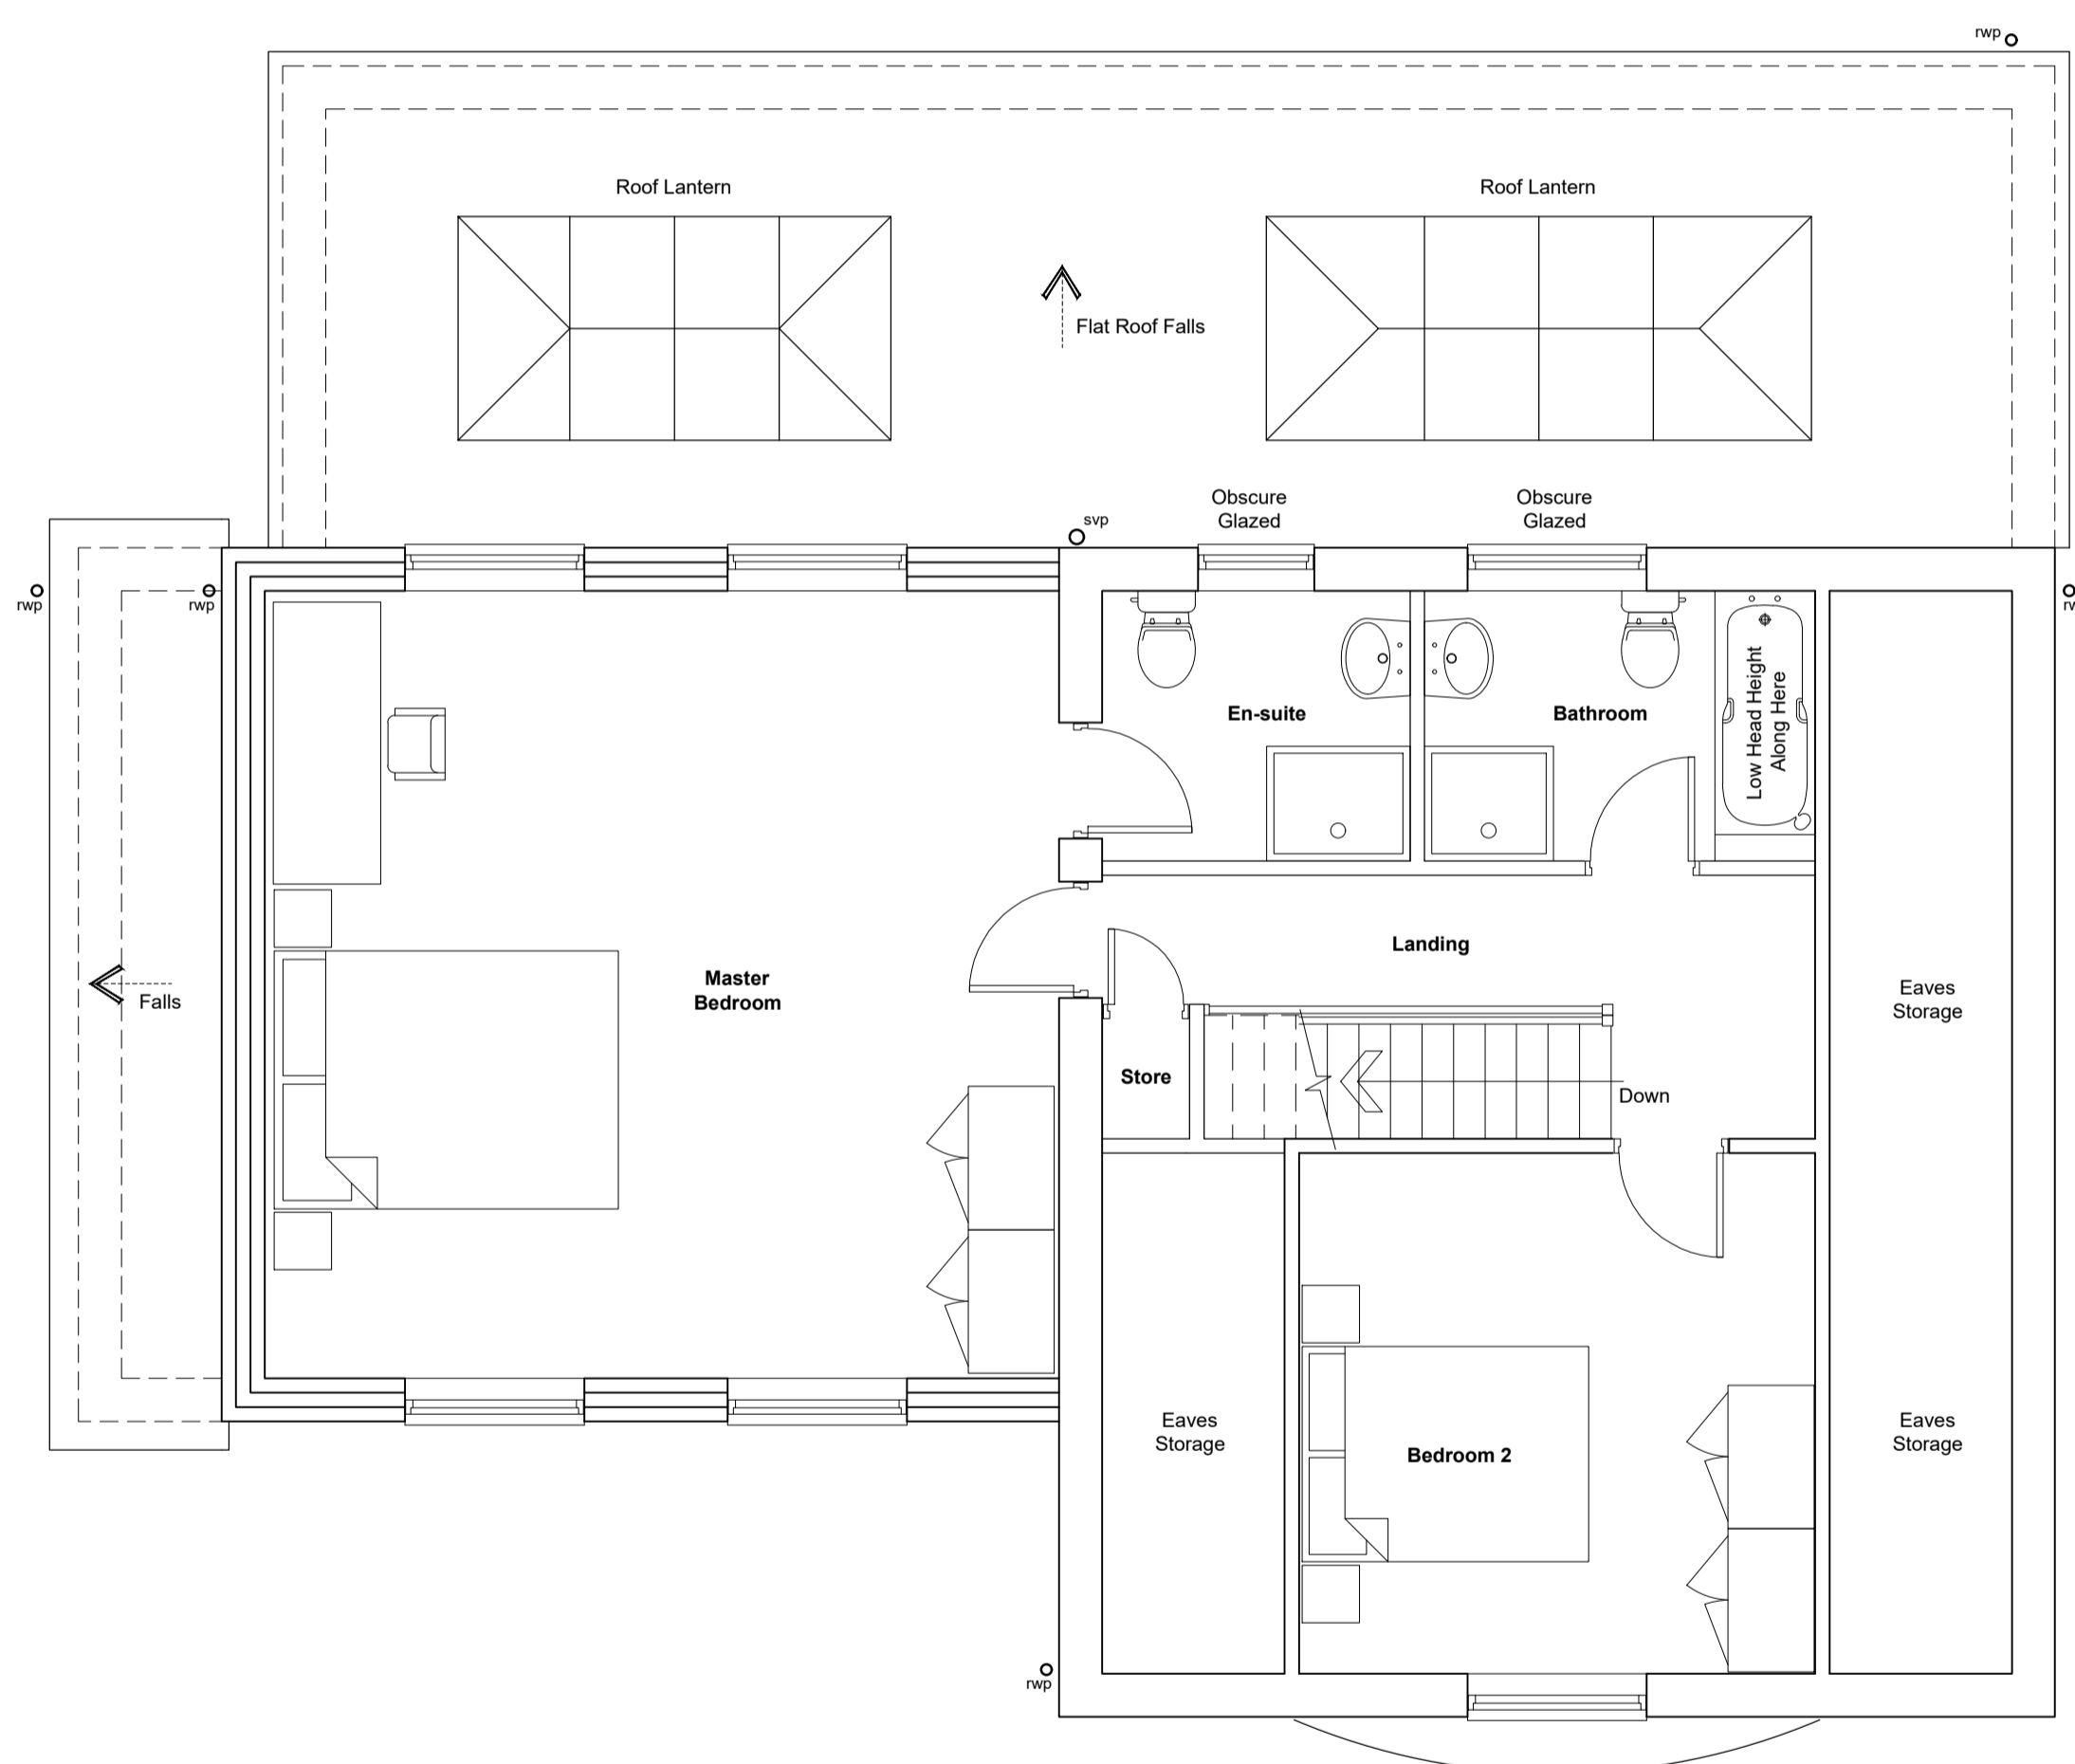 rwp
Roof Lantern
Roof Lantern
Flat Roof Falls
Obscure
Glazed
Obscure
Glazed
svp
rwp
rwp
En-suite
Bathroom
Low Head Height
Along Here
Landing
Master
Bedroom
Falls
Eaves
Storage
Store
Down
Eaves
Storage
Bedroom 2
Eaves
Storage
rwp